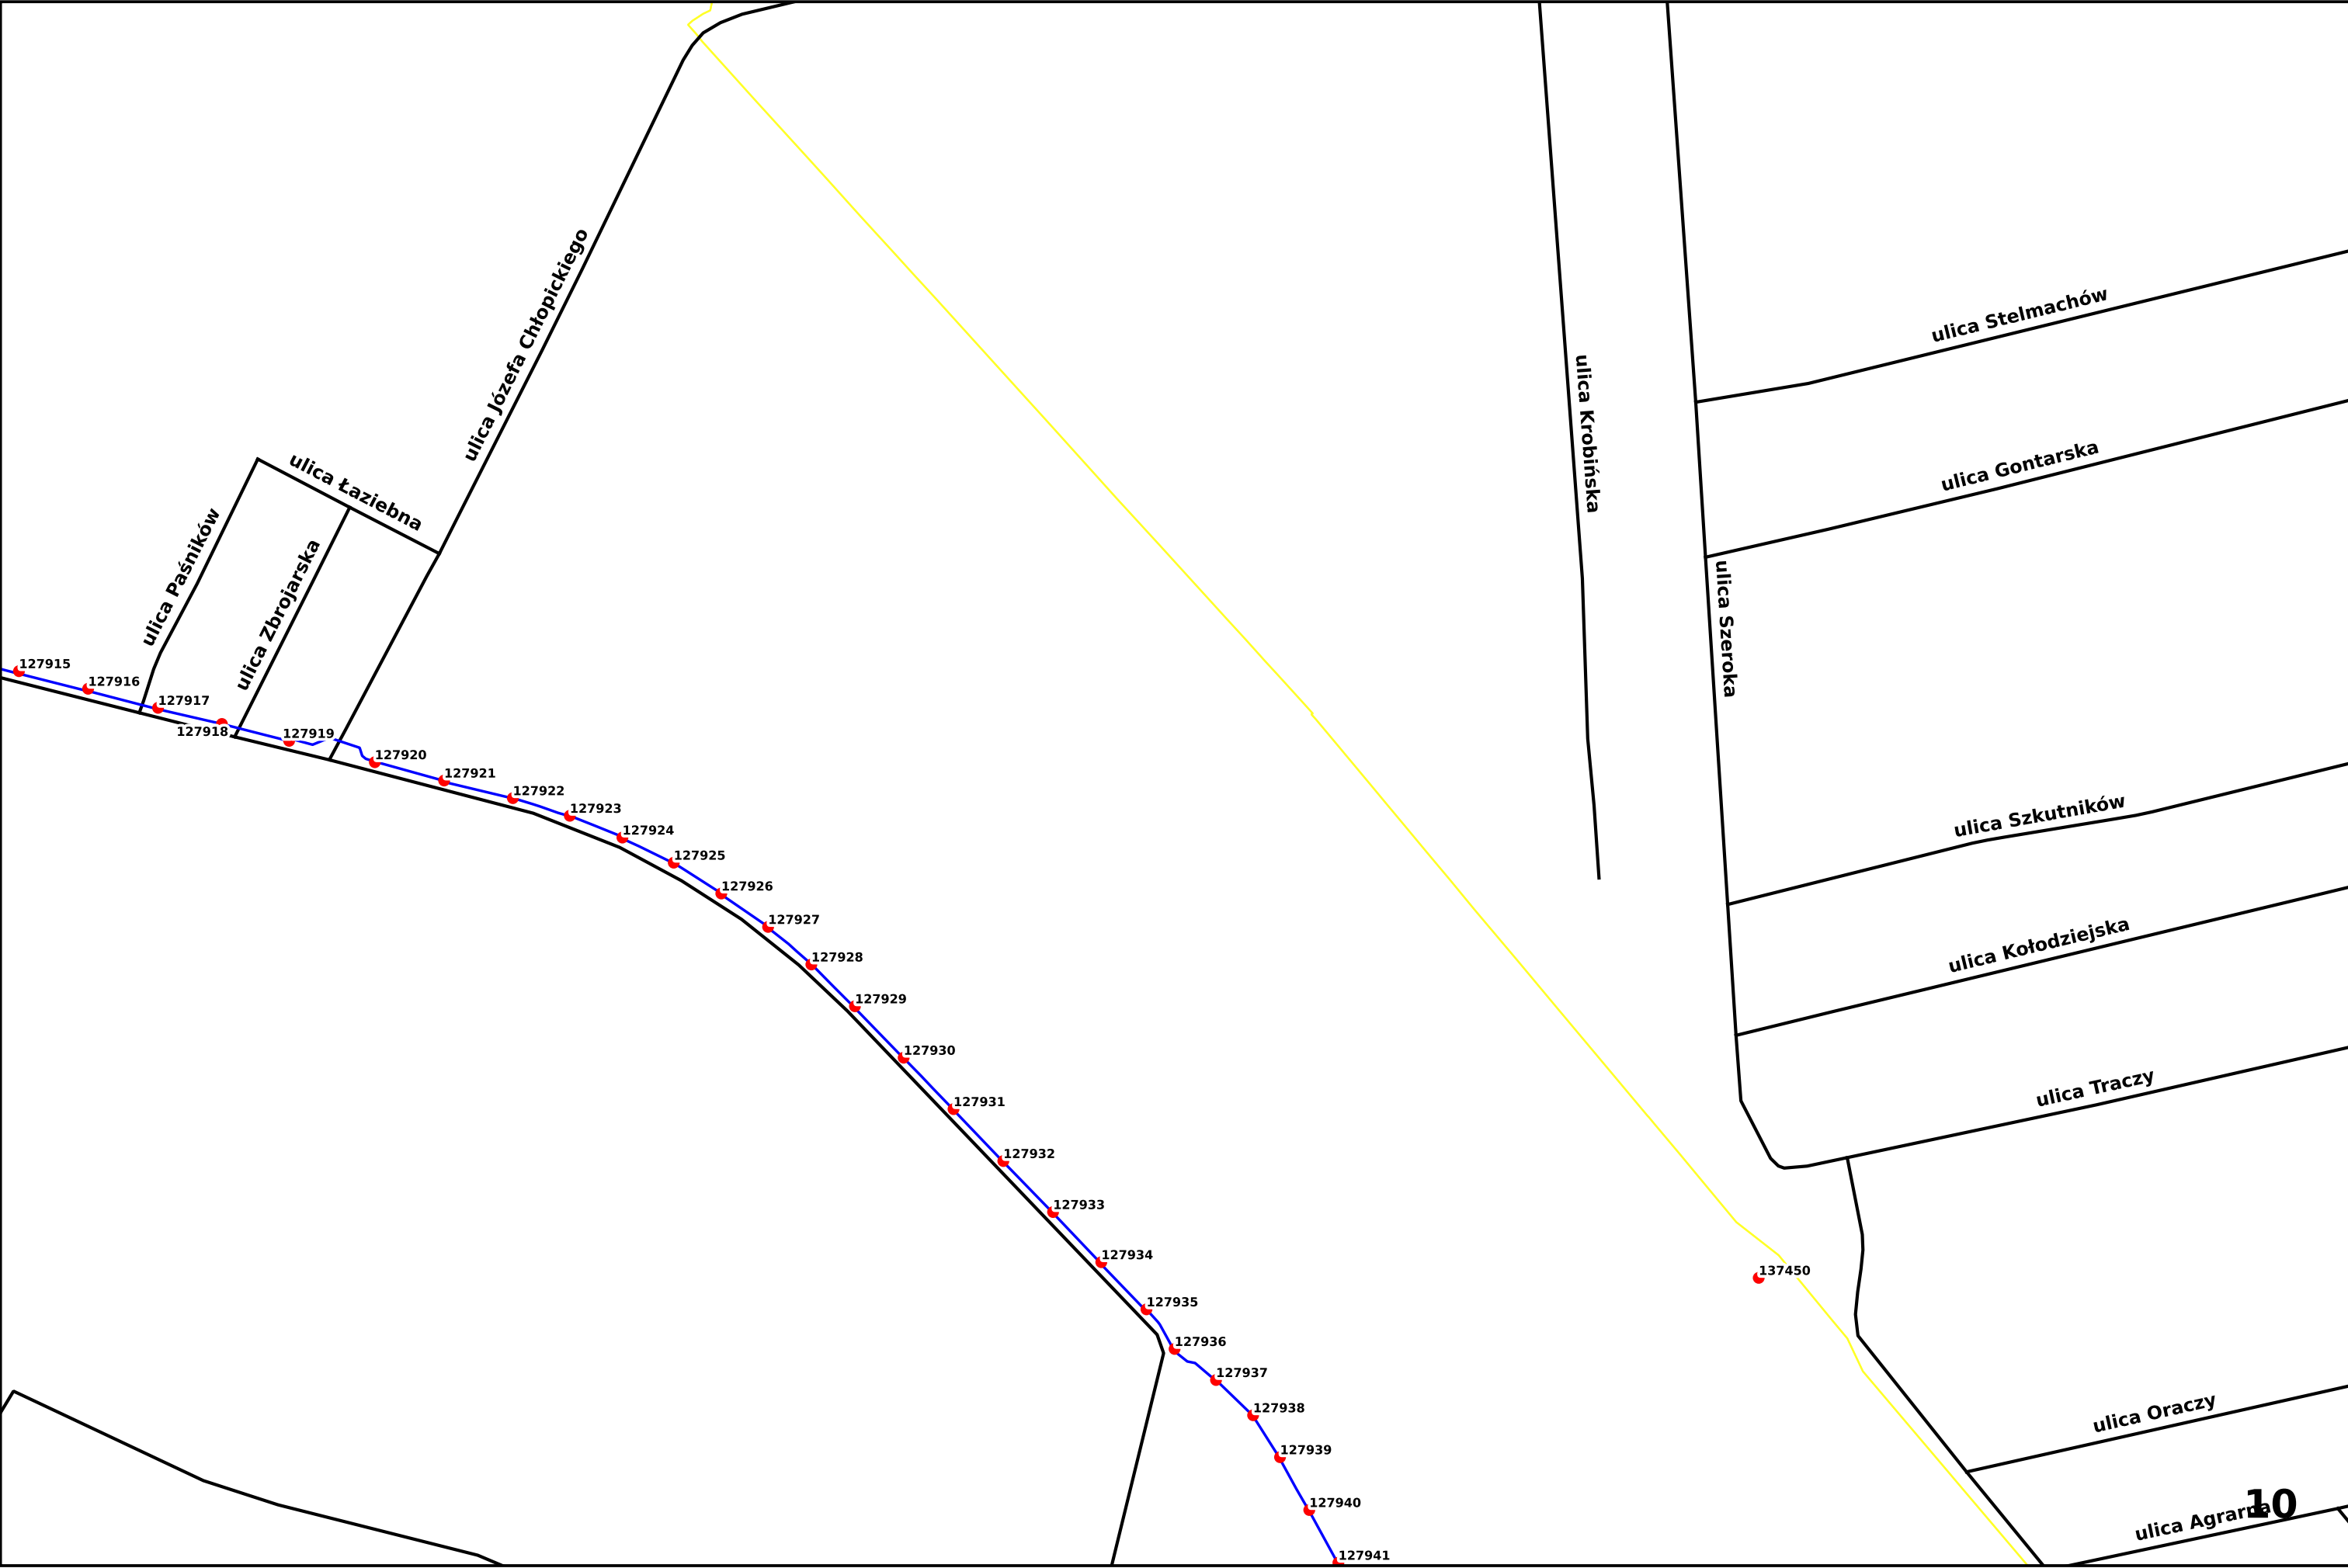 ulica Józefa Chłopickiego
ulica Stelmachów
ulica Krobińska
ulica Gontarska
ulica Łaziebna
ulica Paśników
ulica Zbrojarska
ulica Szeroka
127915
127916
127917
127918
127919
127920
127921
127922
127923
127924
127925
127926
127927
127928
127929
127930
127931
127932
127933
127934
127935
127936
127937
127938
127939
127940
127941
ulica Szkutników
ulica Kołodziejska
ulica Traczy
137450
ulica Oraczy
ulica Agrarna
10